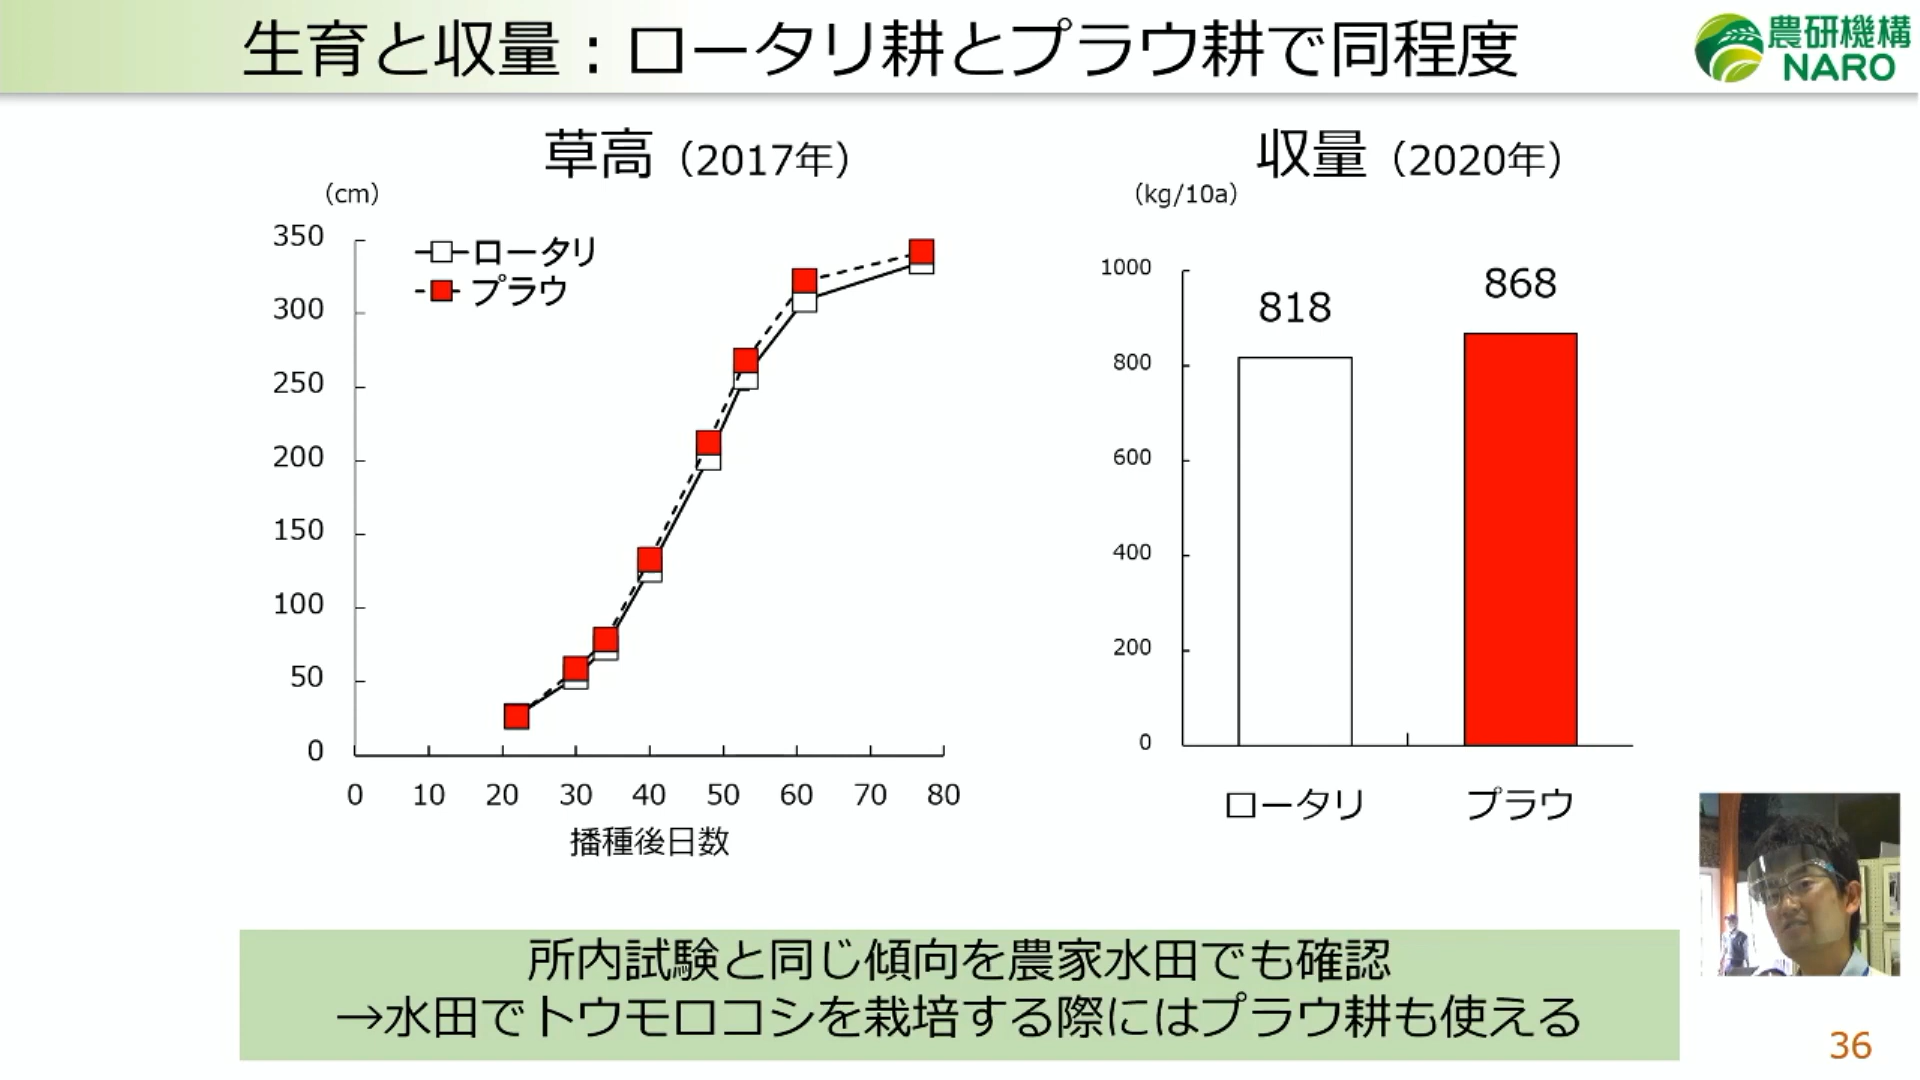 生育と収量：ロータリ耕とプラウ耕で同程度
農研機構
NARO
草高（2017年）
（cm）
350
300
250
200
150
100
50
0
ロータリ
プラウ
0 10 20 30 40 50 60 70 80
播種後日数
収量（2020年）
（kg/10a）
1000
800
600
400
200
0
818
868
ロータリ
プラウ
所内試験と同じ傾向を農家水田でも確認
→水田でトウモロコシを栽培する際にはプラウ耕も使える
36